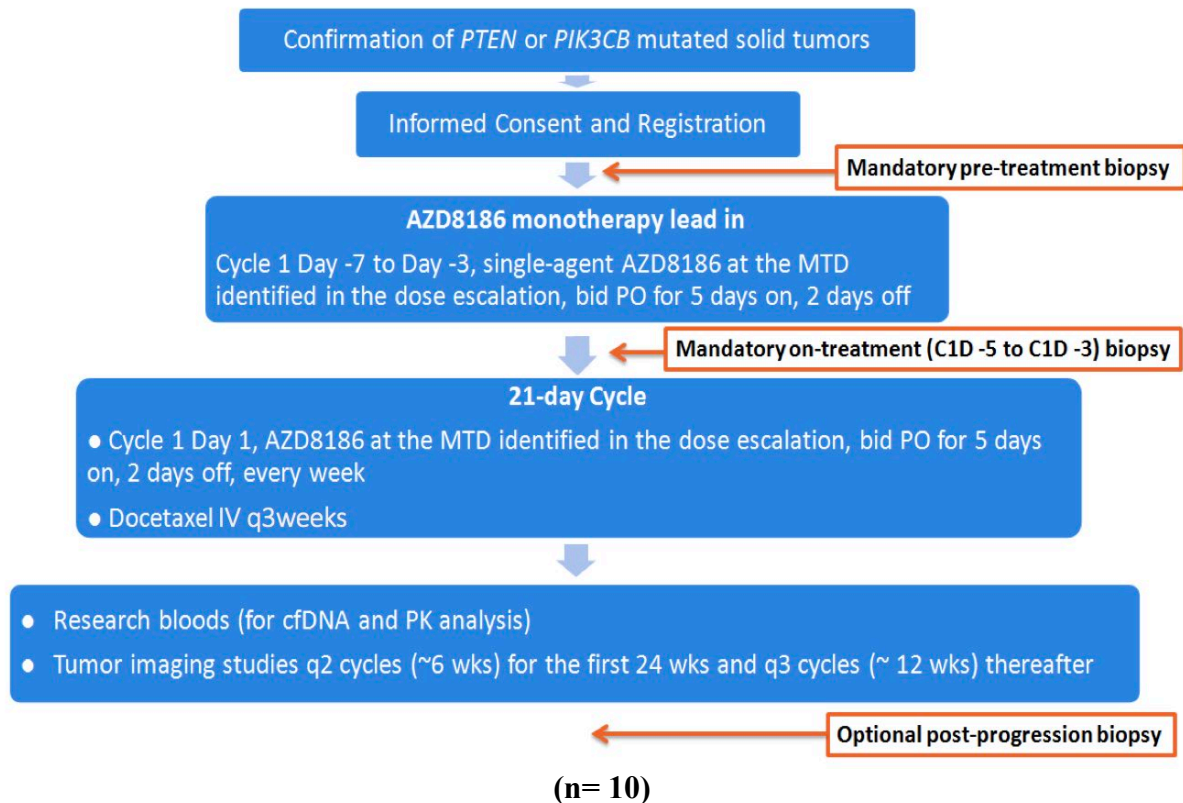 Confirmation of PTEN or PIK3CB mutated solid tumors
Informed Consent and Registration
Mandatory pre-treatment biopsy
AZD8186 monotherapy lead in
Cycle 1 Day -7 to Day -3, single-agent AZD8186 at the MTD
identified in the dose escalation, bid PO for 5 days on, 2 days off
Mandatory on-treatment (C1D -5 to C1D -3) biopsy
21-day Cycle
● Cycle 1 Day 1, AZD8186 at the MTD identified in the dose escalation, bid PO for 5 days
on, 2 days off, every week
● Docetaxel IV q3weeks
● Research bloods (for cfDNA and PK analysis)
● Tumor imaging studies q2 cycles (~6 wks) for the first 24 wks and q3 cycles (~ 12 wks) thereafter
Optional post-progression biopsy
(n= 10)